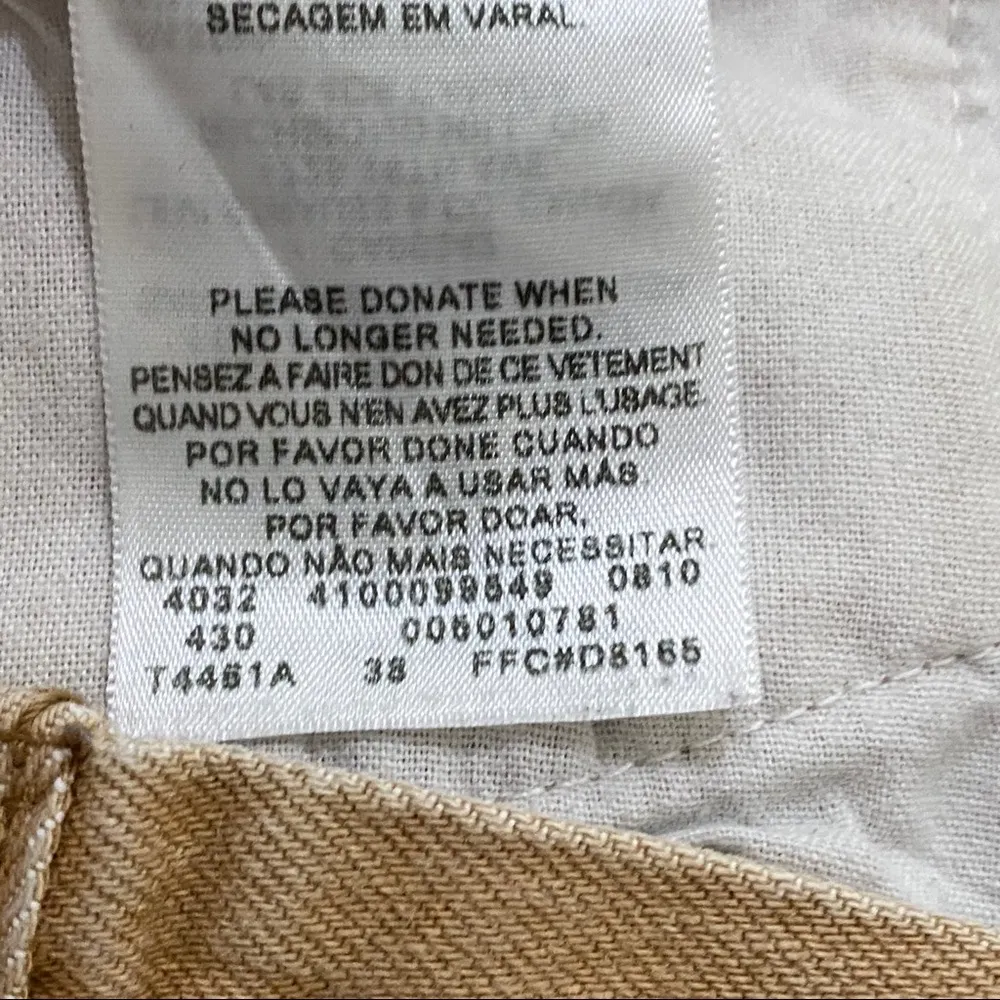 SECAGEM EM VARAL.
PLEASE DONATE WHEN
NO LONGER NEEDED.
PENSEZ A FAIRE DON DE CE VETEMENT
QUAND VOUS N'EN AVEZ PLUS L'USAGE.
POR FAVOR DONE CUANDO
NO LO VAYA A USAR MÁS
POR FAVOR DOAR,
QUANDO NÃO MAIS NECESSITAR
4032 4100099849 0810
430 006010781
T4461A 38 FFC#D8165